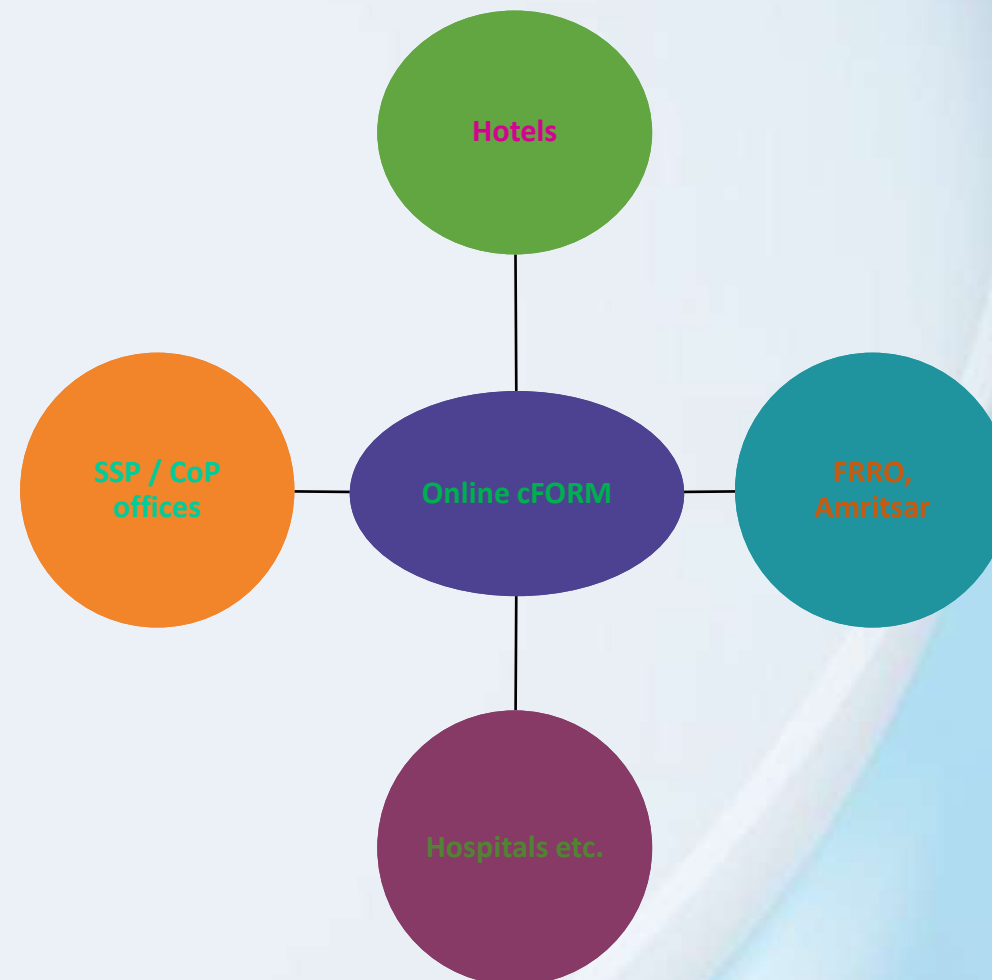 Hotels
SSP / CoP
offices
Online cFORM
FRRO,
Amritsar
Hospitals etc.